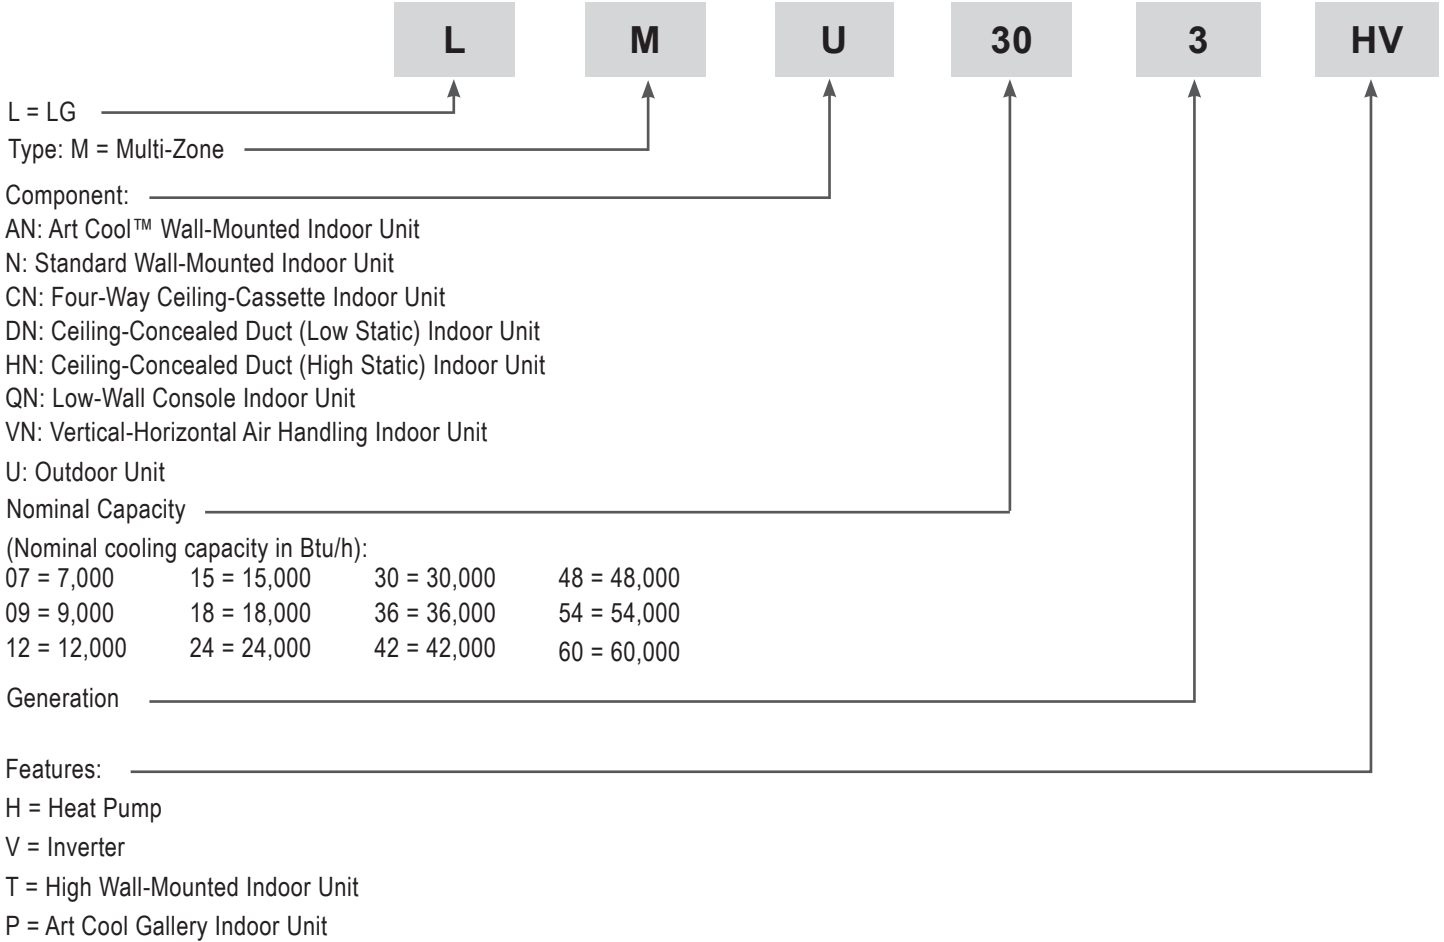 L M U 30 3 HV
L = LG
Type: M = Multi-Zone
Component:
AN: Art Cool™ Wall-Mounted Indoor Unit
N: Standard Wall-Mounted Indoor Unit
CN: Four-Way Ceiling-Cassette Indoor Unit
DN: Ceiling-Concealed Duct (Low Static) Indoor Unit
HN: Ceiling-Concealed Duct (High Static) Indoor Unit
QN: Low-Wall Console Indoor Unit
VN: Vertical-Horizontal Air Handling Indoor Unit
U: Outdoor Unit
Nominal Capacity
(Nominal cooling capacity in Btu/h):
07 = 7,000 15 = 15,000 30 = 30,000 48 = 48,000
09 = 9,000 18 = 18,000 36 = 36,000 54 = 54,000
12 = 12,000 24 = 24,000 42 = 42,000 60 = 60,000
Generation
Features:
H = Heat Pump
V = Inverter
T = High Wall-Mounted Indoor Unit
P = Art Cool Gallery Indoor Unit